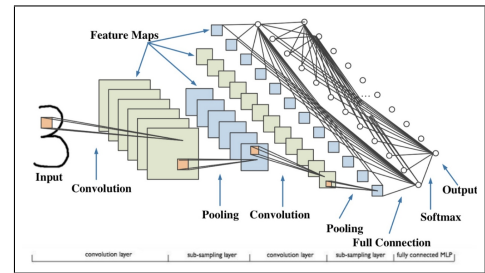 Feature Maps
3
Input
Convolution
Pooling
Convolution
Pooling
Full Connection
Softmax
Output
convolution layer
sub-sampling layer
convolution layer
sub-sampling layer
fully connected MLP